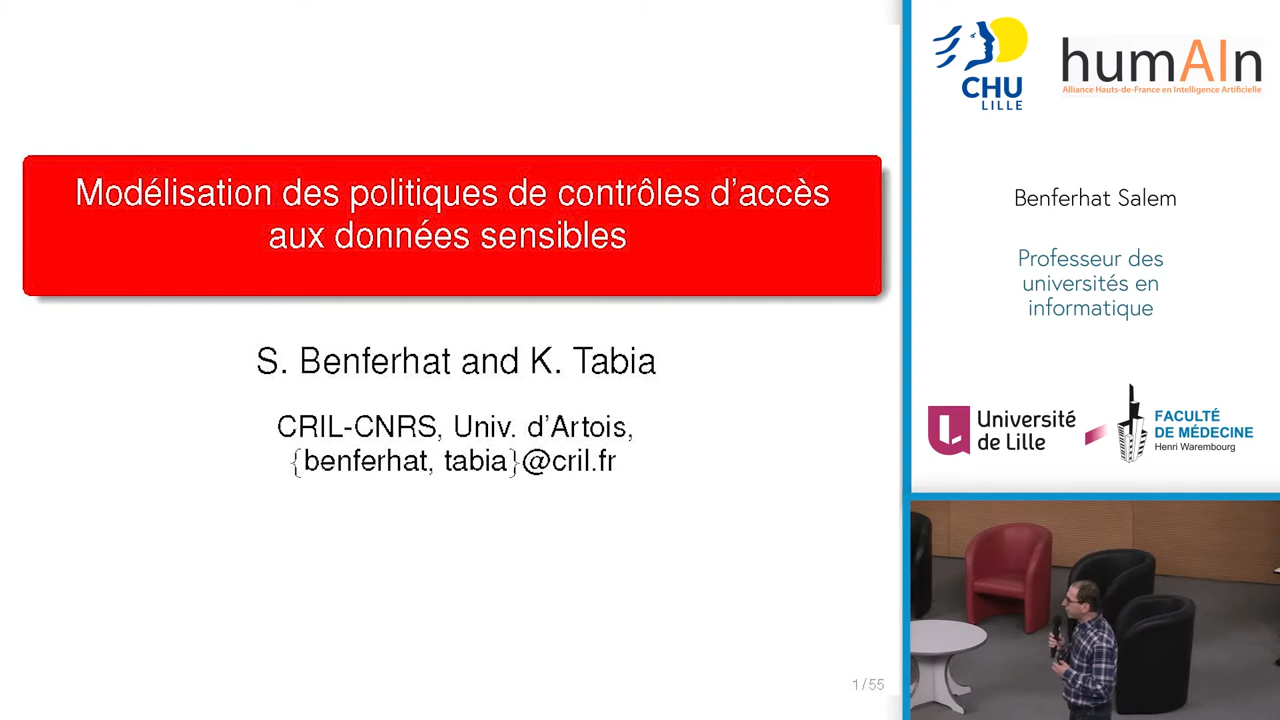 Modélisation des politiques de contrôles d'accès
aux données sensibles
S. Benferhat and K. Tabia
CRIL-CNRS, Univ. d'Artois,
{benferhat, tabia}@cril.fr
1/55
CHU
LILLE
humAIn
Alliance Hauts-de-France en Intelligence Artificielle
Benferhat Salem
Professeur des
universités en
informatique
Université
de Lille
FACULTÉ
DE MÉDECINE
Henri Warembourg